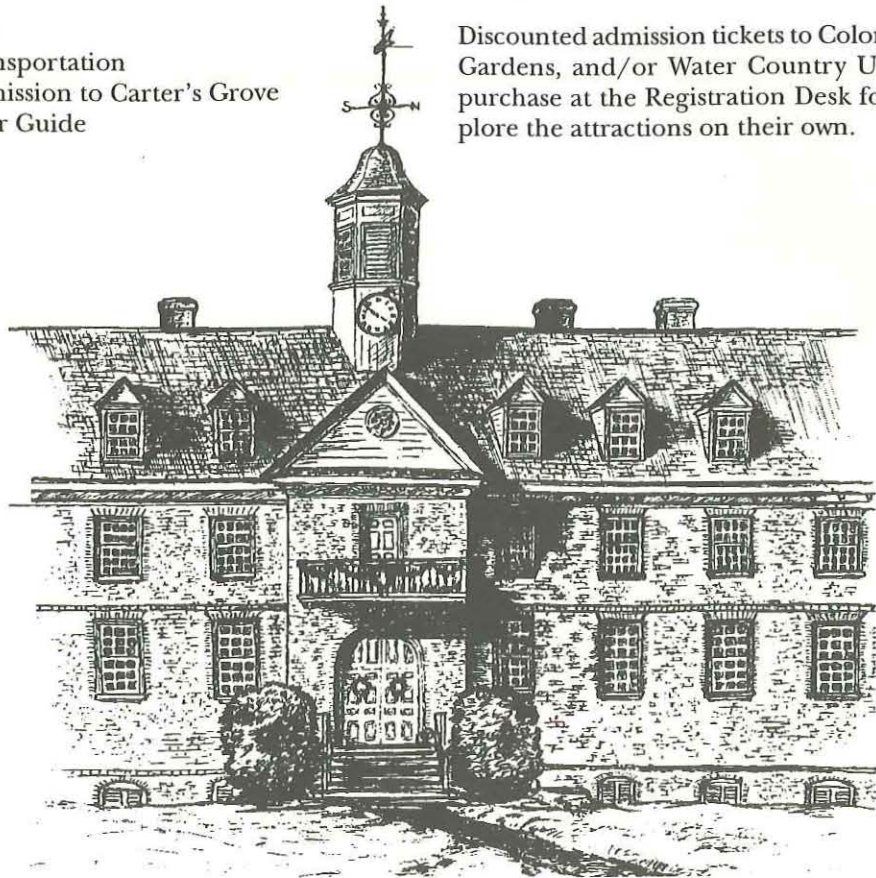 nsportation
nission to Carter's Grove
r Guide
Discounted admission tickets to Color
Gardens, and/or Water Country U
purchase at the Registration Desk fo
plore the attractions on their own.
S N